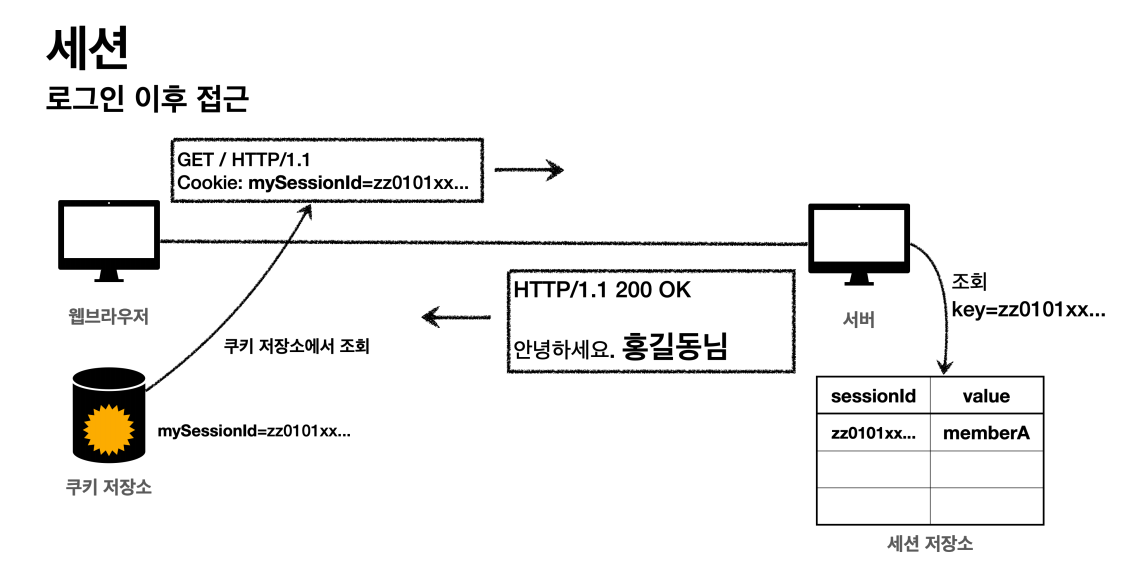 세션
로그인 이후 접근
GET / HTTP/1.1
Cookie: mySessionId=zz0101xx...
웹브라우저
서버
조회
key=zz0101xx...
HTTP/1.1 200 OK
안녕하세요. 홍길동님
쿠키 저장소에서 조회
mySessionId=zz0101xx...
쿠키 저장소
sessionId value
zz0101xx... memberA
세션 저장소